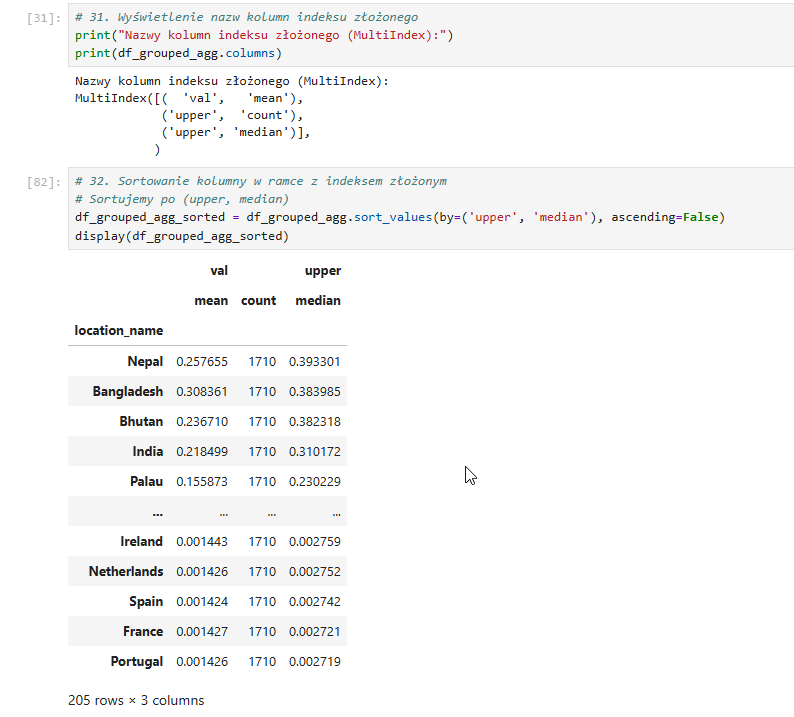 [31]: # 31. Wyświetlenie nazw kolumn indeksu złożonego
print("Nazwy kolumn indeksu złożonego (MultiIndex):")
print(df_grouped_agg.columns)
Nazwy kolumn indeksu złożonego (MultiIndex):
MultiIndex([(  'val',   'mean'),
            ('upper',  'count'),
            ('upper', 'median')],
           )
[82]: # 32. Sortowanie kolumny w ramce z indeksem złożonym
# Sortujemy po (upper, median)
df_grouped_agg_sorted = df_grouped_agg.sort_values(by=('upper', 'median'), ascending=False)
display(df_grouped_agg_sorted)
val upper
mean count median
location_name
Nepal 0.257655 1710 0.393301
Bangladesh 0.308361 1710 0.383985
Bhutan 0.236710 1710 0.382318
India 0.218499 1710 0.310172
Palau 0.155873 1710 0.230229
... ... ... ...
Ireland 0.001443 1710 0.002759
Netherlands 0.001426 1710 0.002752
Spain 0.001424 1710 0.002742
France 0.001427 1710 0.002721
Portugal 0.001426 1710 0.002719
205 rows × 3 columns